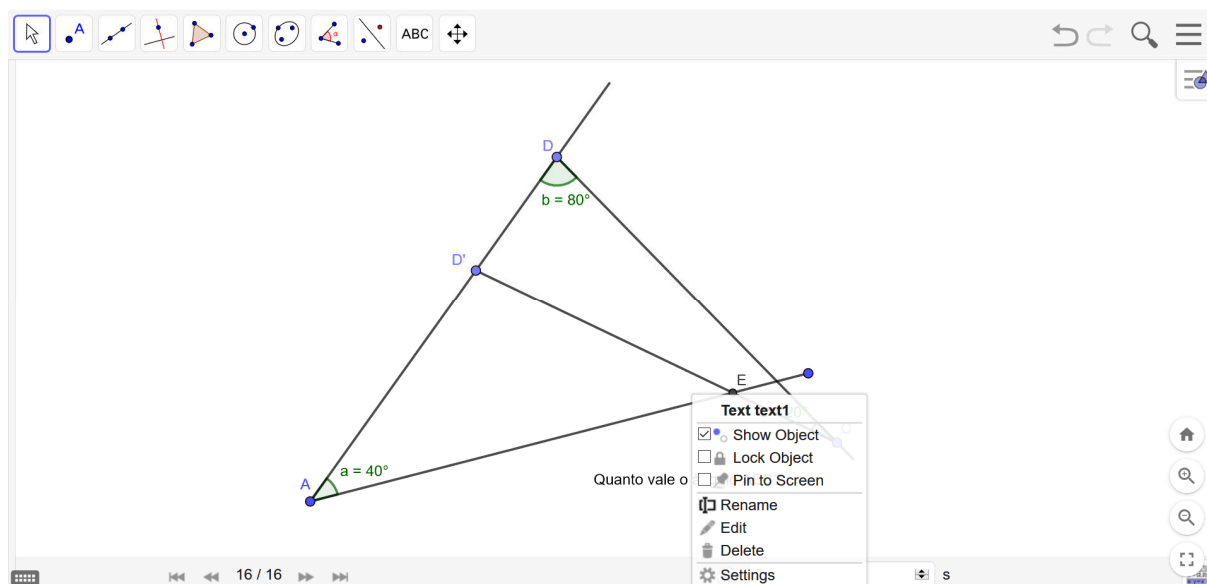 A
ABC
D
b = 80°
D'
E
Text text1
C
Show Object
Lock Object
a = 40°
A
Quanto vale o
Pin to Screen
Rename
Edit
Delete
16 / 16
Settings
s